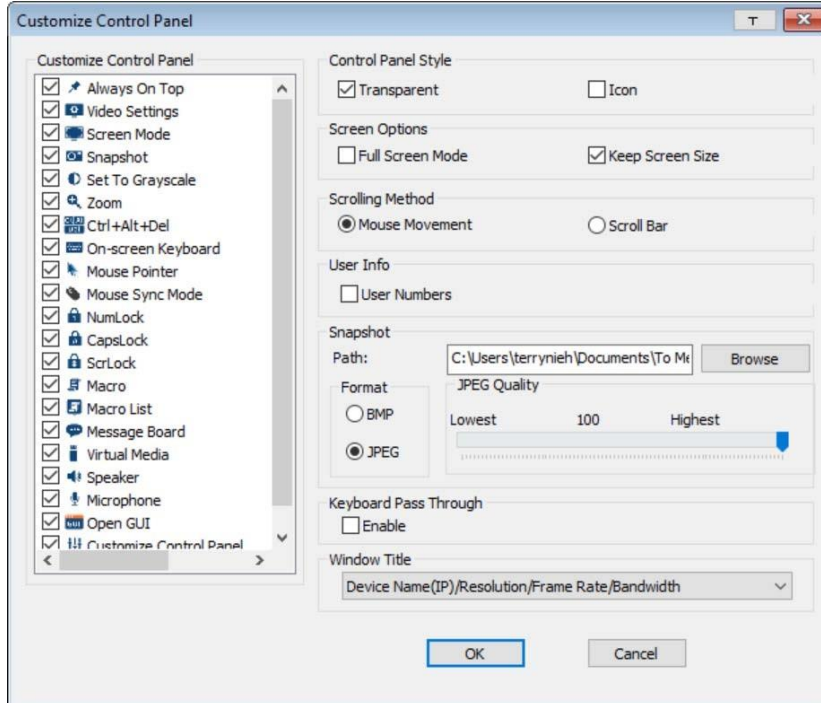 Customize Control Panel
Customize Control Panel
Always On Top
Video Settings
Screen Mode
Snapshot
Set To Grayscale
Zoom
Ctrl+Alt+Del
On-screen Keyboard
Mouse Pointer
Mouse Sync Mode
NumLock
CapsLock
ScrLock
Macro
Macro List
Message Board
Virtual Media
Speaker
Microphone
GUI Open GUI
Customize Control Panel
Control Panel Style
Transparent Icon
Screen Options
Full Screen Mode Keep Screen Size
Scrolling Method
Mouse Movement Scroll Bar
User Info
User Numbers
Snapshot
Path: C:\Users\terrynieh\Documents\To Me Browse
Format JPEG Quality
BMP Lowest 100 Highest
JPEG
Keyboard Pass Through
Enable
Window Title
Device Name(IP)/Resolution/Frame Rate/Bandwidth
OK Cancel